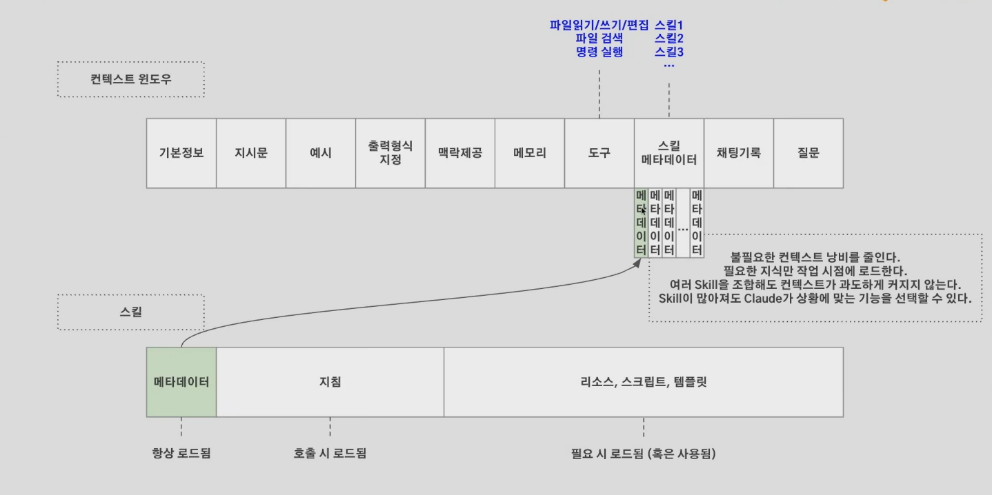 파일읽기/쓰기/편집 스킬1
파일 검색 스킬2
명령 실행 스킬3
...
컨텍스트 윈도우
기본정보
지시문
예시
출력형식
지정
맥락제공
메모리
도구
스킬
메타데이터
채팅기록
질문
메타데이터
메타데이터
메타데이터
...
메타데이터
불필요한 컨텍스트 낭비를 줄인다.
필요한 지식만 작업 시점에 로드한다.
여러 Skill을 조합해도 컨텍스트가 과도하게 커지지 않는다.
Skill이 많아져도 Claude가 상황에 맞는 기능을 선택할 수 있다.
스킬
메타데이터
지침
리소스, 스크립트, 템플릿
항상 로드됨
호출 시 로드됨
필요 시 로드됨 (혹은 사용됨)